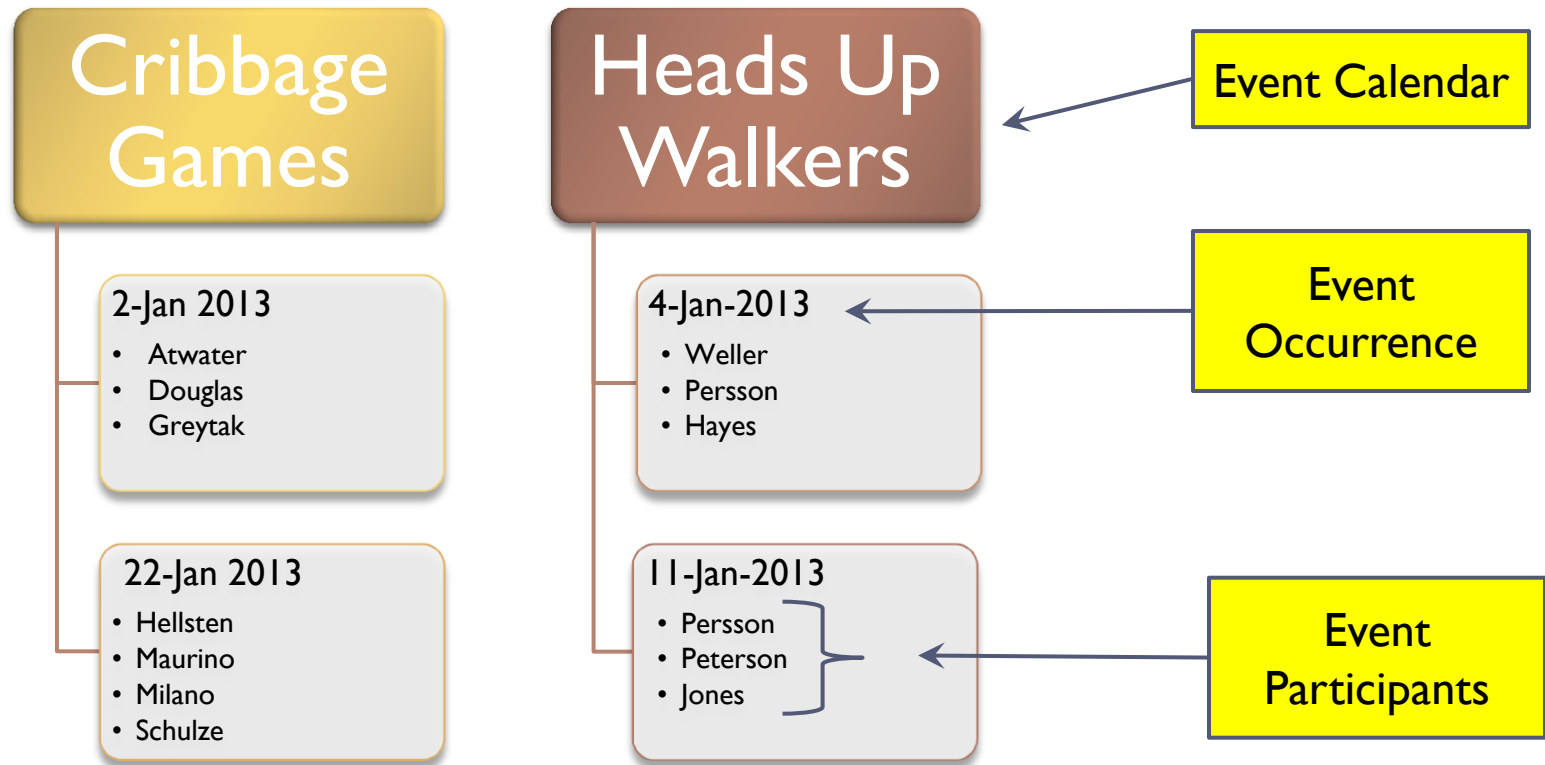 Cribbage
Games
2-Jan 2013
• Atwater
• Douglas
• Greytak
22-Jan 2013
• Hellsten
• Maurino
• Milano
• Schulze
Heads Up
Walkers
4-Jan-2013
• Weller
• Persson
• Hayes
11-Jan-2013
• Persson
• Peterson
• Jones
Event Calendar
Event
Occurrence
Event
Participants